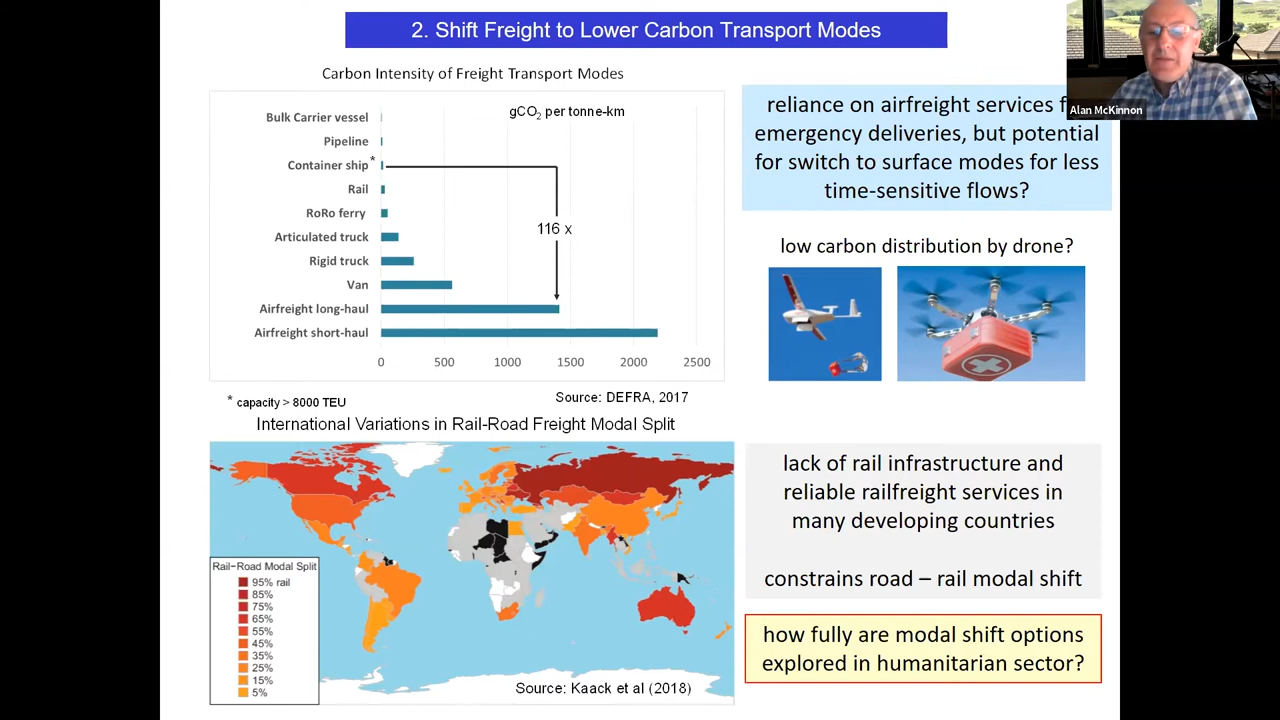 2. Shift Freight to Lower Carbon Transport Modes
Alan McKinnon
Carbon Intensity of Freight Transport Modes
gCO₂ per tonne-km
Bulk Carrier vessel
Pipeline
Container ship *
Rail
RoRo ferry
Articulated truck
Rigid truck
Van
Airfreight long-haul
Airfreight short-haul
116 x
0 500 1000 1500 2000 2500
* capacity > 8000 TEU
Source: DEFRA, 2017
reliance on airfreight services
emergency deliveries, but potential
for switch to surface modes for less
time-sensitive flows?
low carbon distribution by drone?
International Variations in Rail-Road Freight Modal Split
Rail-Road Modal Split
95% rail
85%
75%
65%
55%
45%
35%
25%
15%
5%
Source: Kaack et al (2018)
lack of rail infrastructure and
reliable railfreight services in
many developing countries
constrains road – rail modal shift
how fully are modal shift options
explored in humanitarian sector?